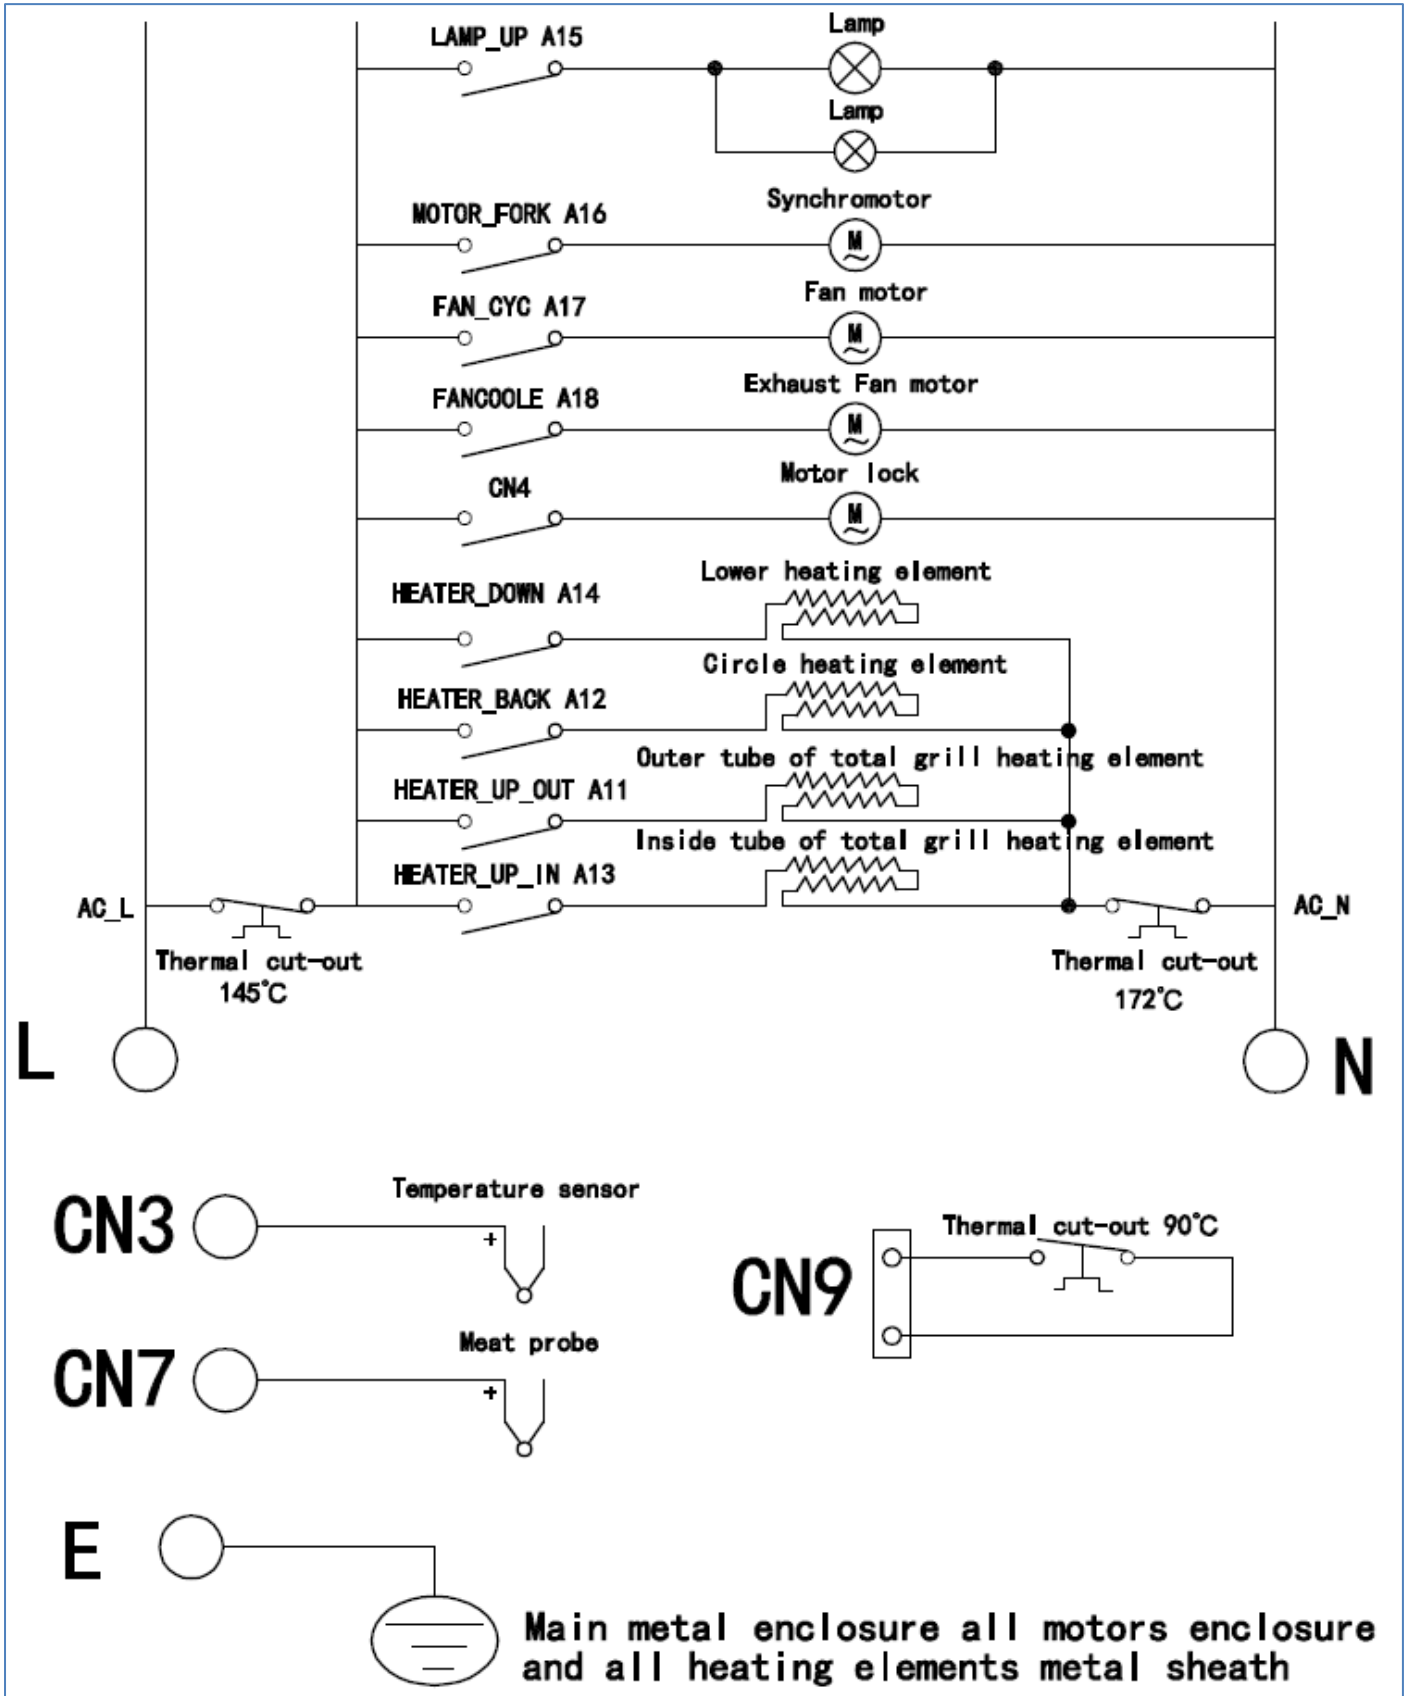 Lamp
LAMP_UP A15
Lamp
Synchromotor
MOTOR_FORK A16
M
Fan motor
FAN_CYC A17
M
Exhaust Fan motor
FANCOOLE A18
M
Motor lock
CN4
M
Lower heating element
HEATER_DOWN A14
Circle heating element
HEATER_BACK A12
Outer tube of total grill heating element
HEATER_UP_OUT A11
Inside tube of total grill heating element
HEATER_UP_IN A13
AC_L
AC_N
Thermal cut-out
145℃
Thermal cut-out
172℃
L
N
Temperature sensor
CN3
+
Thermal cut-out 90℃
CN9
Meat probe
CN7
+
E
Main metal enclosure all motors enclosure
and all heating elements metal sheath